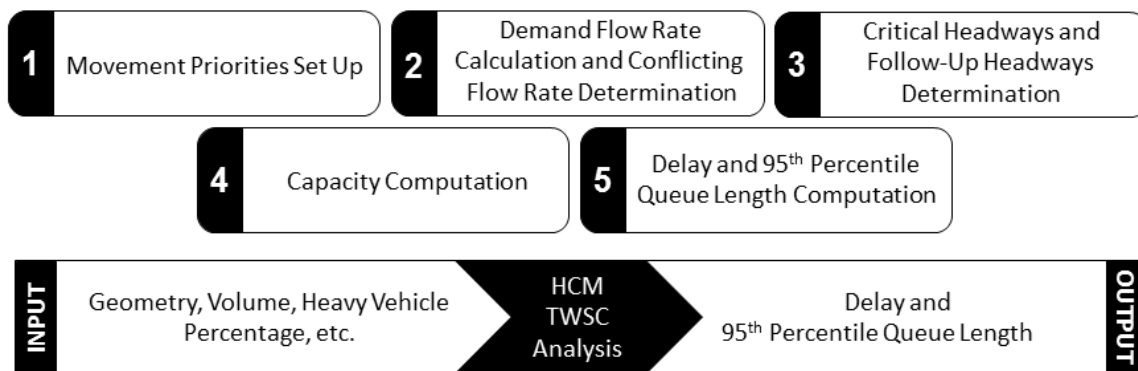 1
Movement Priorities Set Up
2
Demand Flow Rate
Calculation and Conflicting
Flow Rate Determination
3
Critical Headways and
Follow-Up Headways
Determination
4
Capacity Computation
5
Delay and 95th Percentile
Queue Length Computation
INPUT
Geometry, Volume, Heavy Vehicle
Percentage, etc.
HCM
TWSC
Analysis
Delay and
95th Percentile Queue Length
OUTPUT